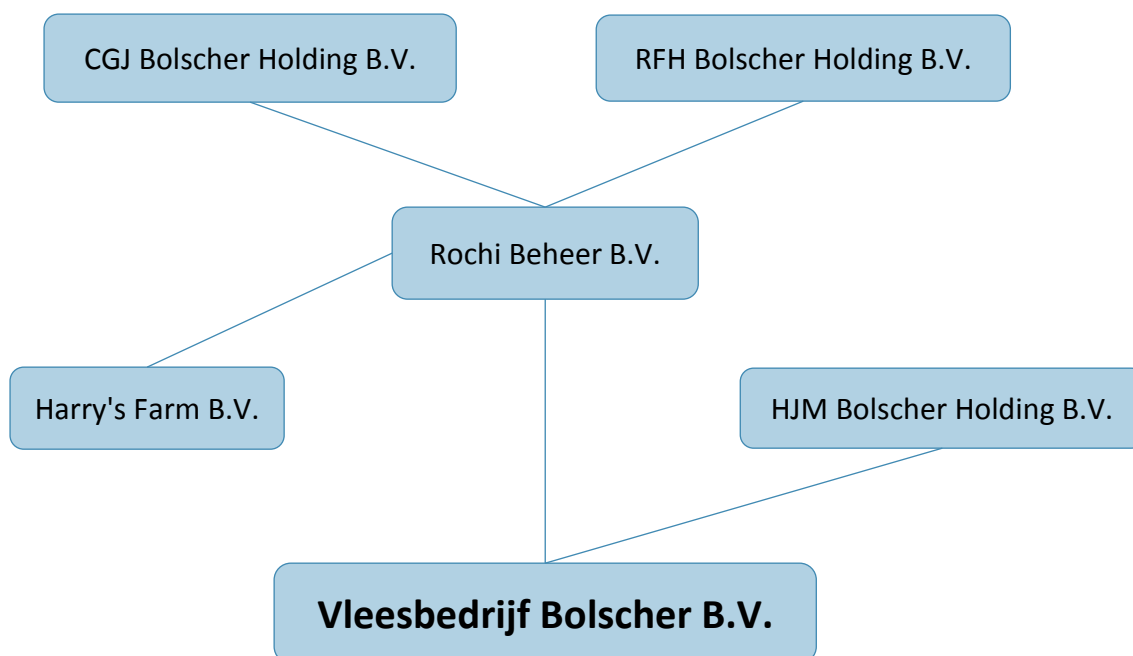 CGJ Bolscher Holding B.V.
RFH Bolscher Holding B.V.
Rochi Beheer B.V.
Harry's Farm B.V.
HJM Bolscher Holding B.V.
Vleesbedrijf Bolscher B.V.